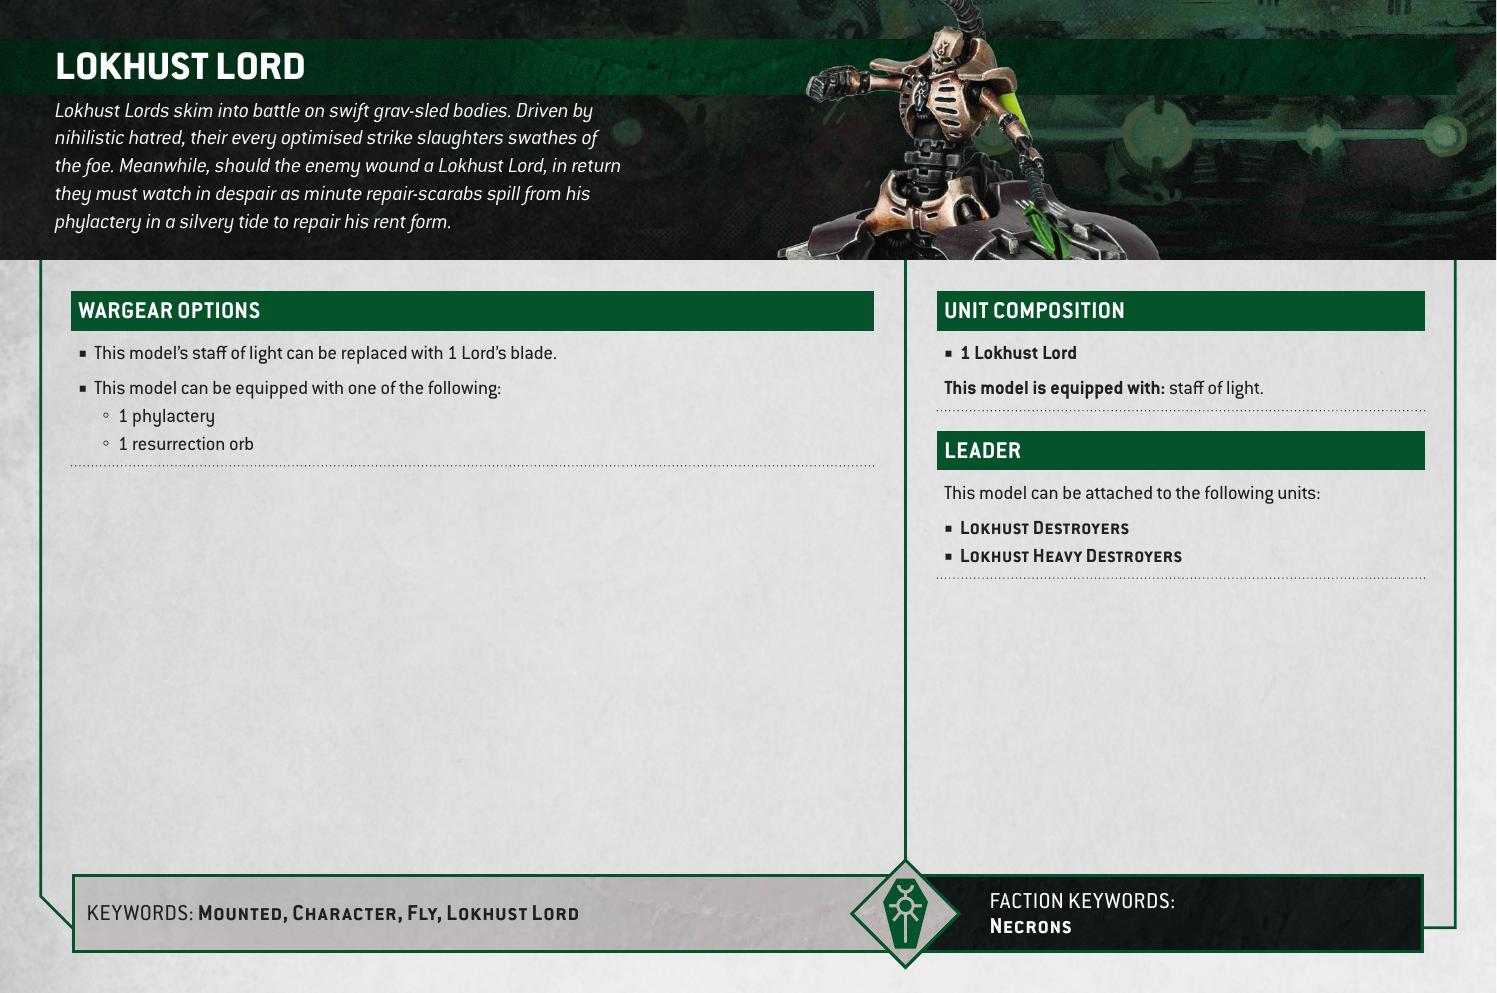 LOKHUST LORD
Lokhust Lords skim into battle on swift grav-sled bodies. Driven by
nihilistic hatred, their every optimised strike slaughters swathes of
the foe. Meanwhile, should the enemy wound a Lokhust Lord, in return
they must watch in despair as minute repair-scarabs spill from his
phylactery in a silvery tide to repair his rent form.
WARGEAR OPTIONS
▪ This model’s staff of light can be replaced with 1 Lord’s blade.
▪ This model can be equipped with one of the following:
◦ 1 phylactery
◦ 1 resurrection orb
UNIT COMPOSITION
▪ 1 Lokhust Lord
This model is equipped with: staff of light.
LEADER
This model can be attached to the following units:
▪ Lokhust Destroyers
▪ Lokhust Heavy Destroyers
KEYWORDS: Mounted, Character, Fly, Lokhust Lord
FACTION KEYWORDS:
Necrons